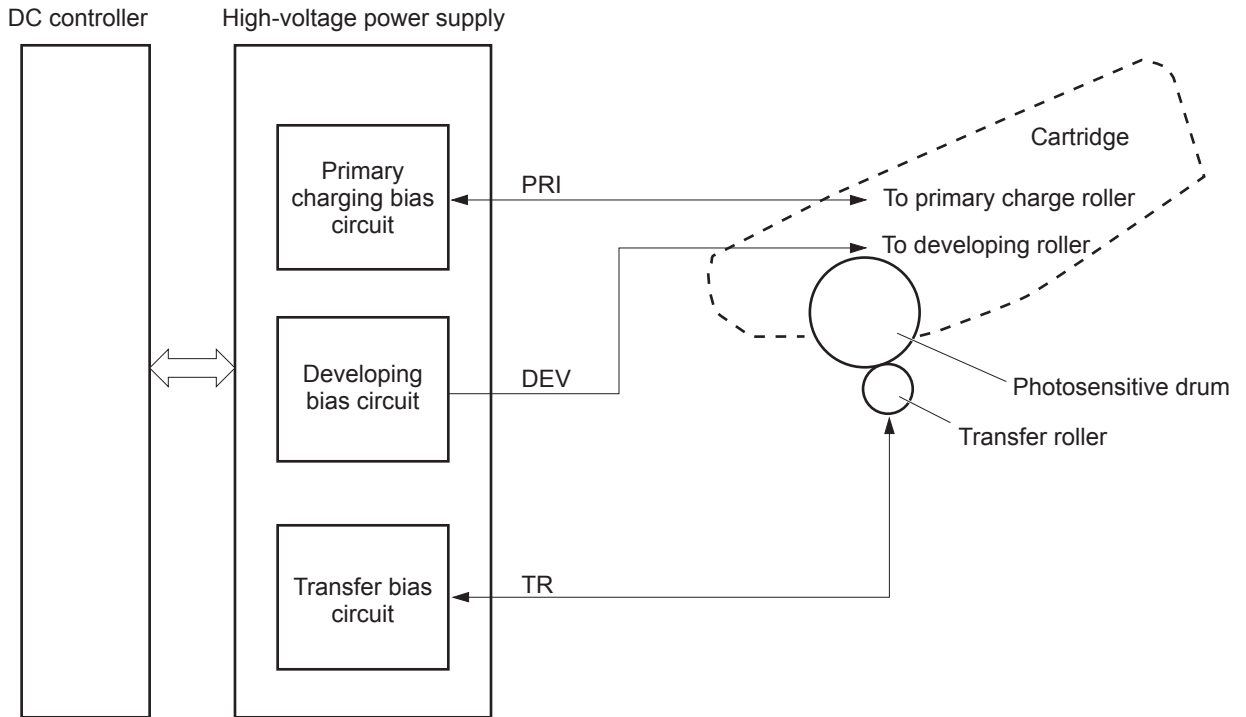 DC controller
High-voltage power supply
Cartridge
Primary
charging bias
circuit
PRI
To primary charge roller
To developing roller
Developing
bias circuit
DEV
Photosensitive drum
Transfer roller
Transfer bias
circuit
TR